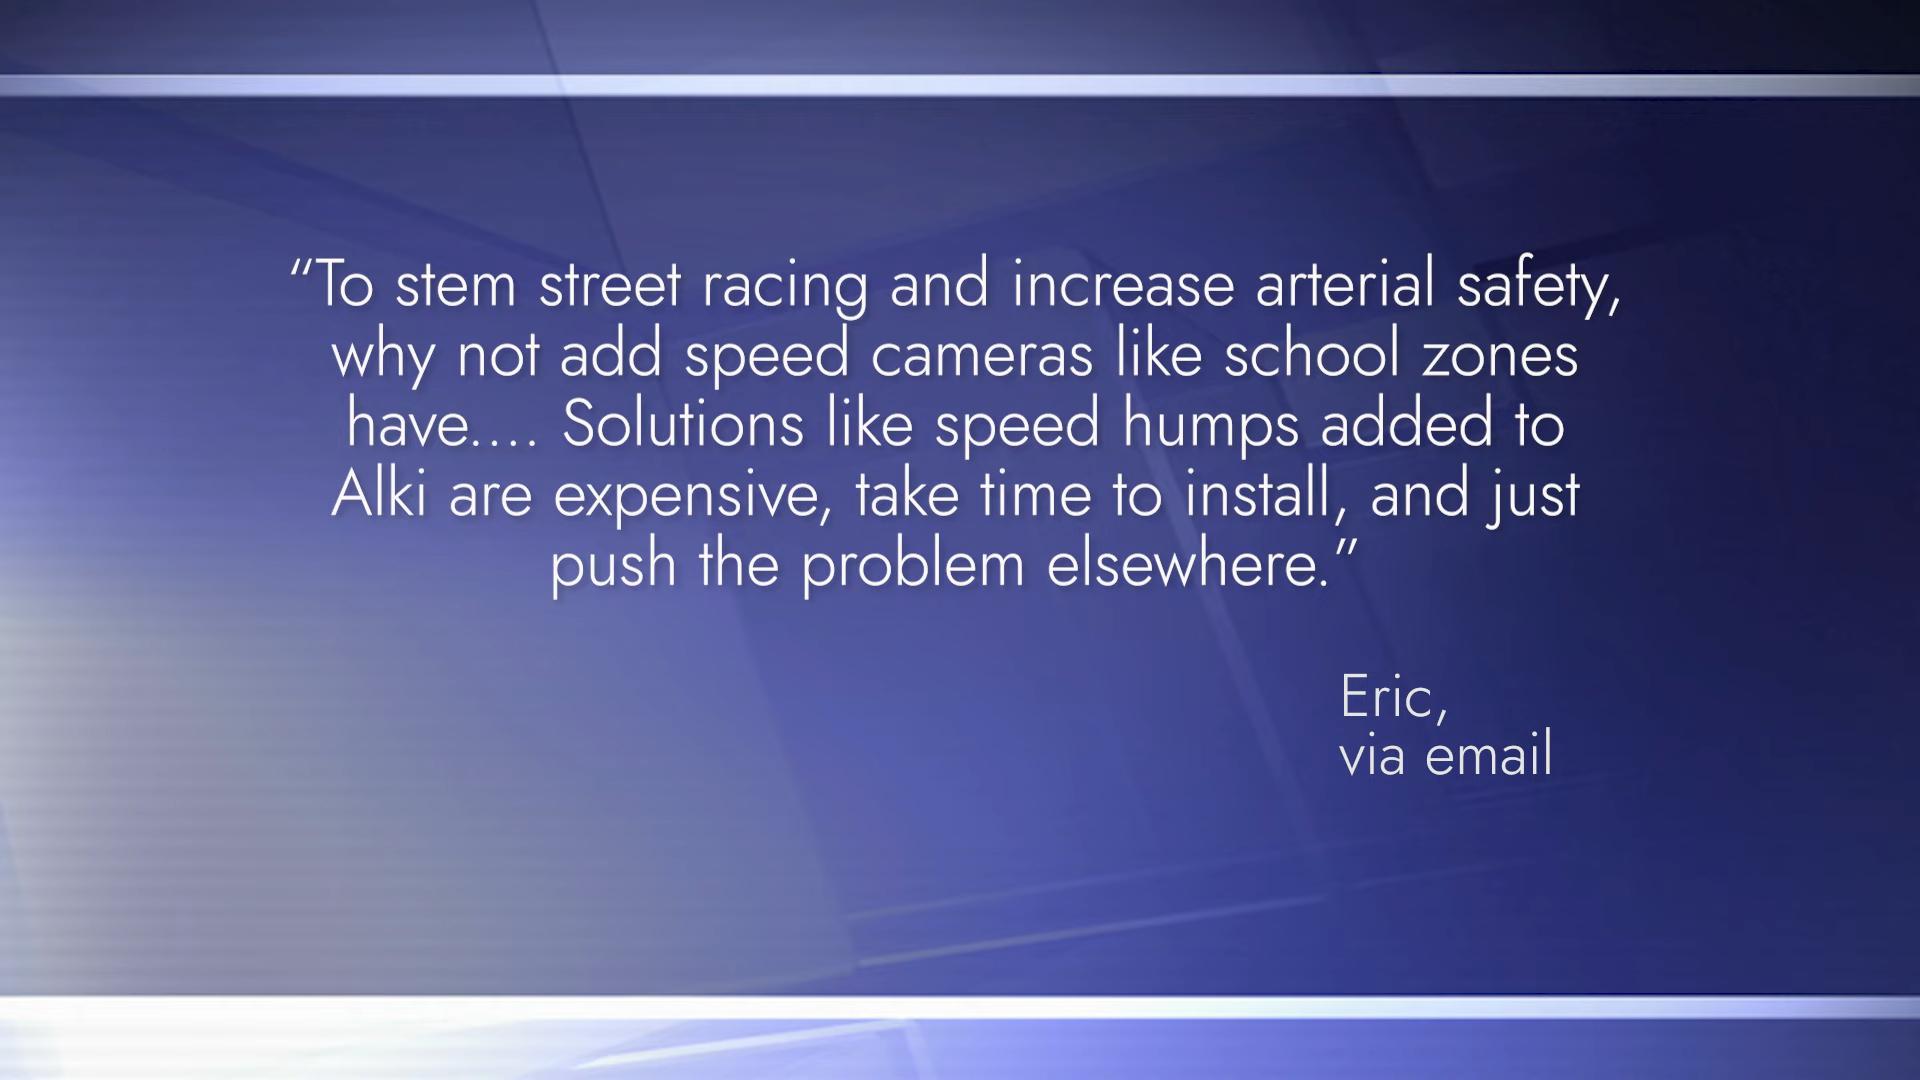 “To stem street racing and increase arterial safety,
why not add speed cameras like school zones
have.... Solutions like speed humps added to
Alki are expensive, take time to install, and just
push the problem elsewhere.”
Eric,
via email